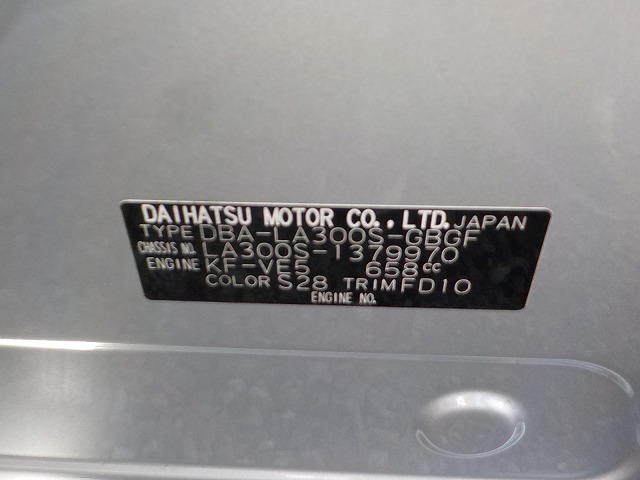 DAIHATSU MOTOR CO., LTD. JAPAN
TYPE DBA-LA300S-GBGF
CHASSIS NO. LA300S-1379970
ENGINE KF-VE5 658cc
COLOR S28 TRIM FD10
ENGINE NO.